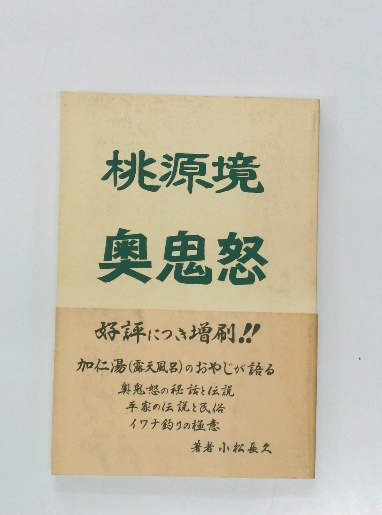 桃源境
奥鬼怒
好評につき増刷!!
加仁湯(露天風呂)のおやじが語る
奥鬼怒の秘話と伝説
平家の伝説と民俗
イワナ釣りの極意
著者 小松長久